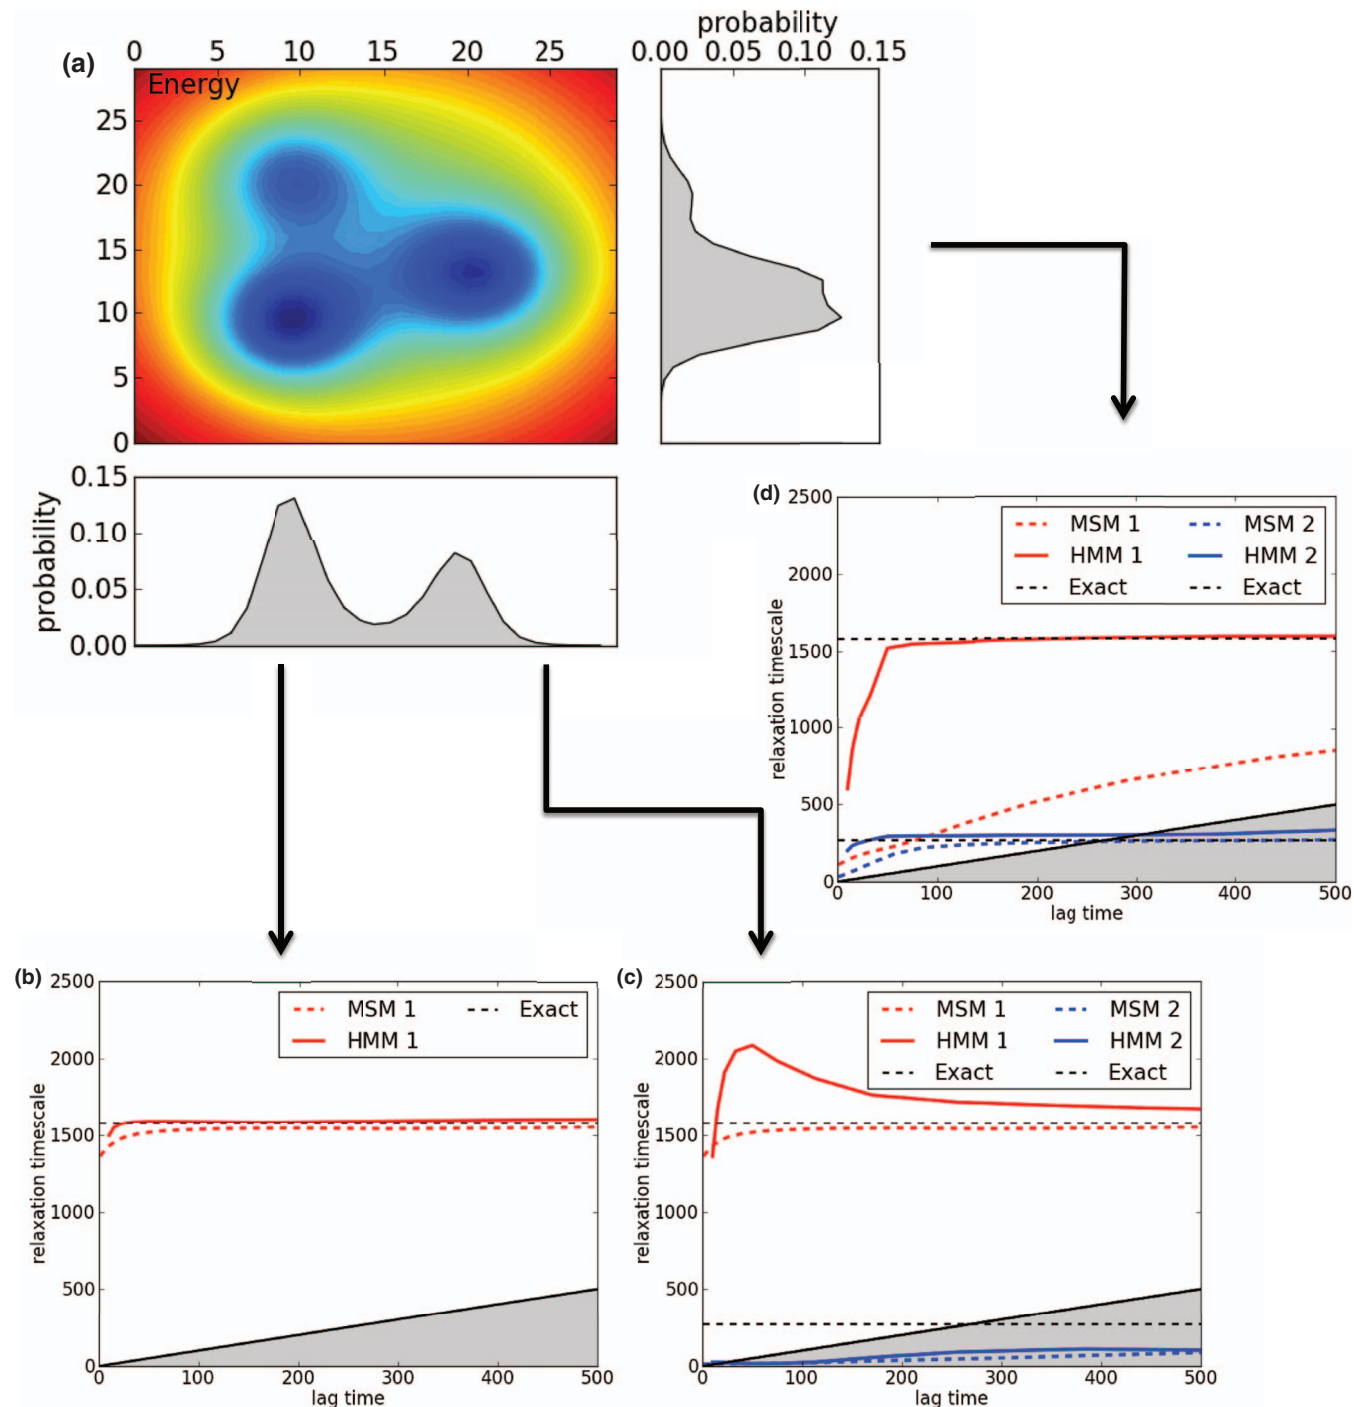 probability
0 5 10 15 20 25
0.00 0.05 0.10 0.15
(a)
Energy
25
20
15
10
5
0
probability
0.15
0.10
0.05
0.00
(d)
2500
2000
1500
1000
500
0
relaxation timescale
MSM 1 MSM 2
HMM 1 HMM 2
Exact Exact
0 100 200 300 400 500
lag time
(b)
2500
2000
1500
1000
500
0
relaxation timescale
MSM 1 Exact
HMM 1
0 100 200 300 400 500
lag time
(c)
2500
2000
1500
1000
500
0
relaxation timescale
MSM 1 MSM 2
HMM 1 HMM 2
Exact Exact
0 100 200 300 400 500
lag time